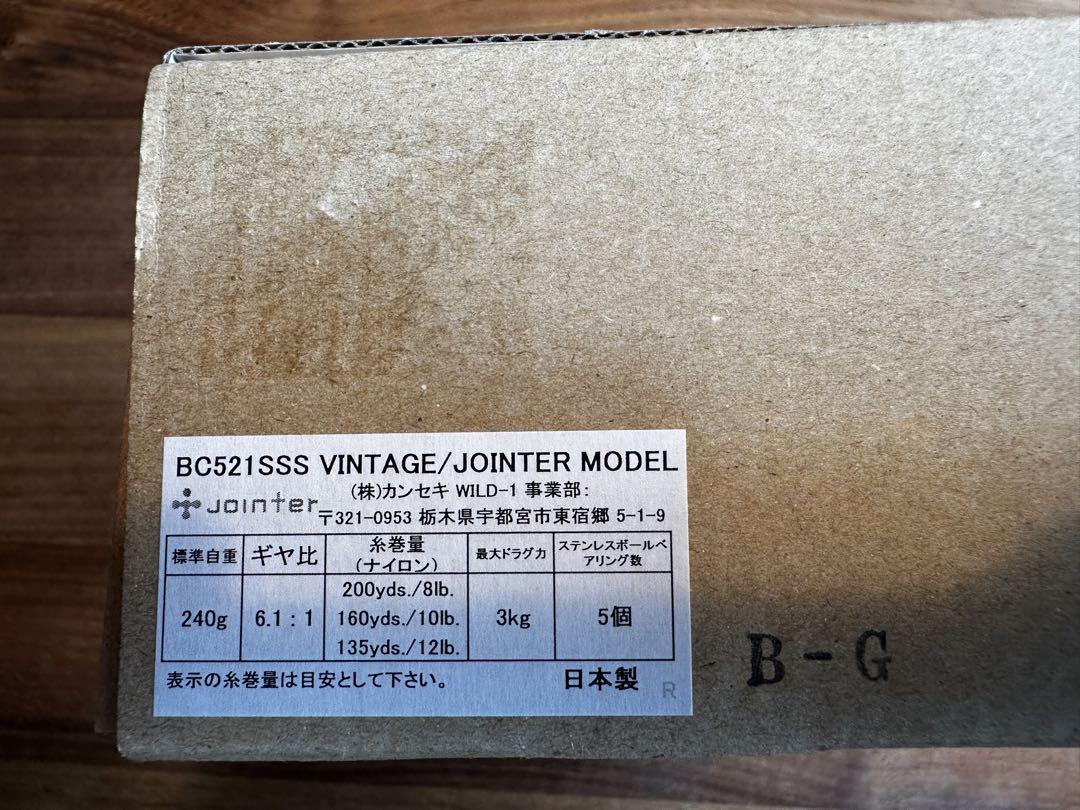 BC521SSS VINTAGE/JOINTER MODEL
Jointer
(株)カンセキ WILD-1 事業部:
〒321-0953 栃木県宇都宮市東宿郷 5-1-9
標準自重 ギヤ比 糸巻量 (ナイロン) 最大ドラグ力 ステンレスボールベアリング数
240g 6.1:1 200yds./8lb. 3kg 5個
160yds./10lb.
135yds./12lb.
表示の糸巻量は目安として下さい。 日本製 R
B-G